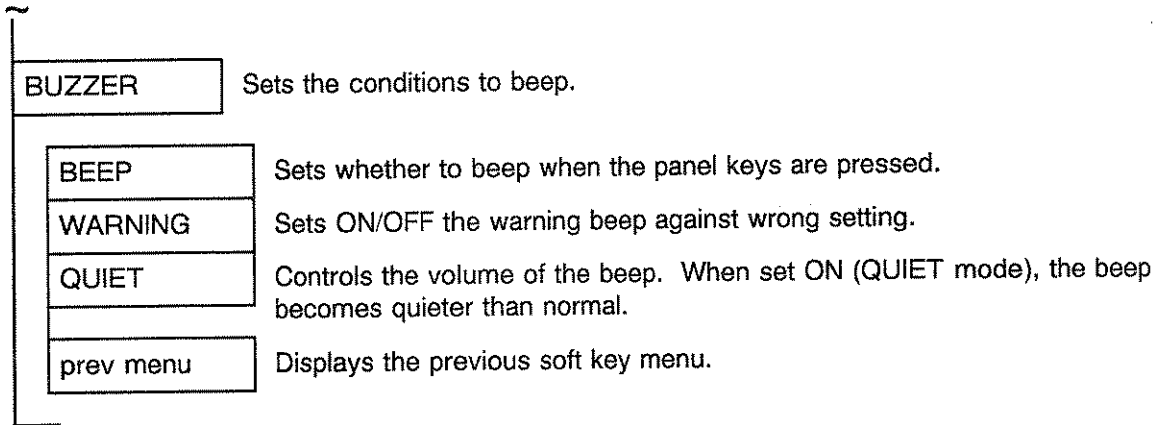 ~
BUZZER Sets the conditions to beep.
BEEP Sets whether to beep when the panel keys are pressed.
WARNING Sets ON/OFF the warning beep against wrong setting.
QUIET Controls the volume of the beep. When set ON (QUIET mode), the beep
becomes quieter than normal.
prev menu Displays the previous soft key menu.